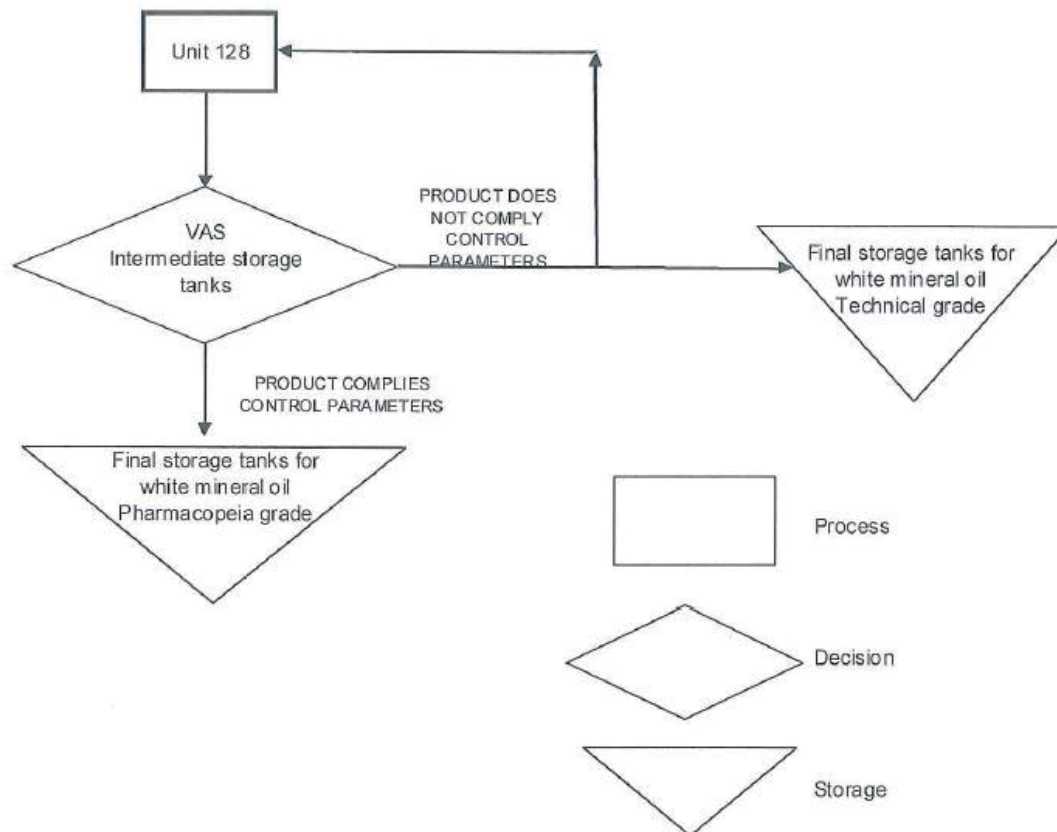 Unit 128
VAS
Intermediate storage
tanks
PRODUCT DOES
NOT COMPLY
CONTROL
PARAMETERS
Final storage tanks for
white mineral oil
Technical grade
PRODUCT COMPLIES
CONTROL PARAMETERS
Final storage tanks for
white mineral oil
Pharmacopeia grade
Process
Decision
Storage